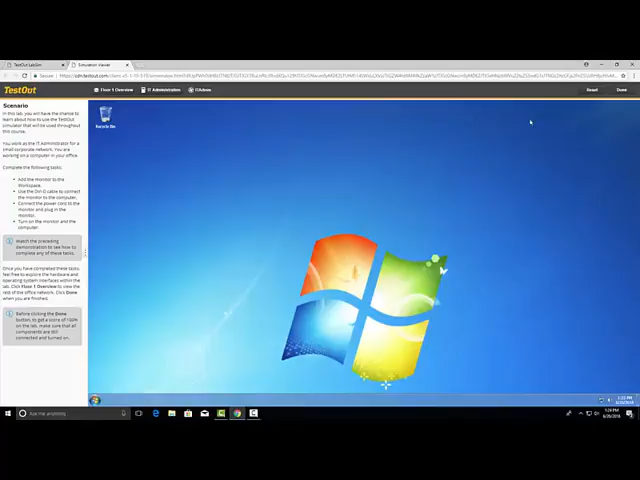 TestOut LabSim
Simulation Viewer
Secure
TestOut
Floor 1 Overview
IT Administration
ITAdmin
Reset
Done
Scenario
In this lab, you will have the chance to
learn about how to use the TestOut
simulator that will be used throughout
this course.
You work as the IT Administrator for a
small corporate network. You are
working on a computer in your office.
Complete the following tasks:
Add the monitor to the
Workspace.
Use the DVI-D cable to connect
the monitor to the computer.
Connect the power cord to the
monitor and plug in the
monitor.
Turn on the monitor and the
computer.
Watch the preceding
demonstration to see how to
complete any of these tasks.
Once you have completed these tasks,
feel free to explore the hardware and
operating system interfaces within the
lab. Click Floor 1 Overview to view the
rest of the office network. Click Done
when you are finished.
Before clicking the Done
button, to get a score of 100%
on the lab, make sure that all
components are still
connected and turned on.
Recycle Bin
Ask me anything
1:24 PM